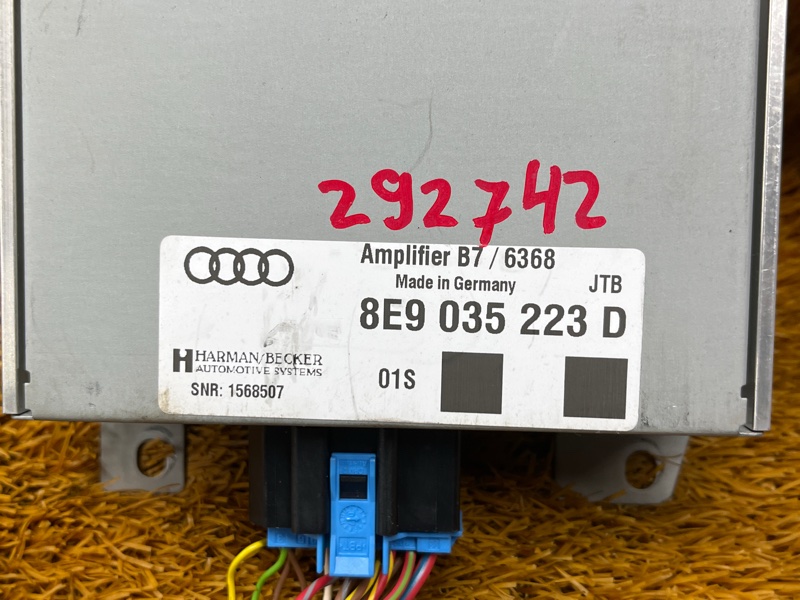 292742
Amplifier B7 / 6368
Made in Germany JTB
8E9 035 223 D
HARMAN/BECKER
AUTOMOTIVE SYSTEMS
SNR: 1568507
01S